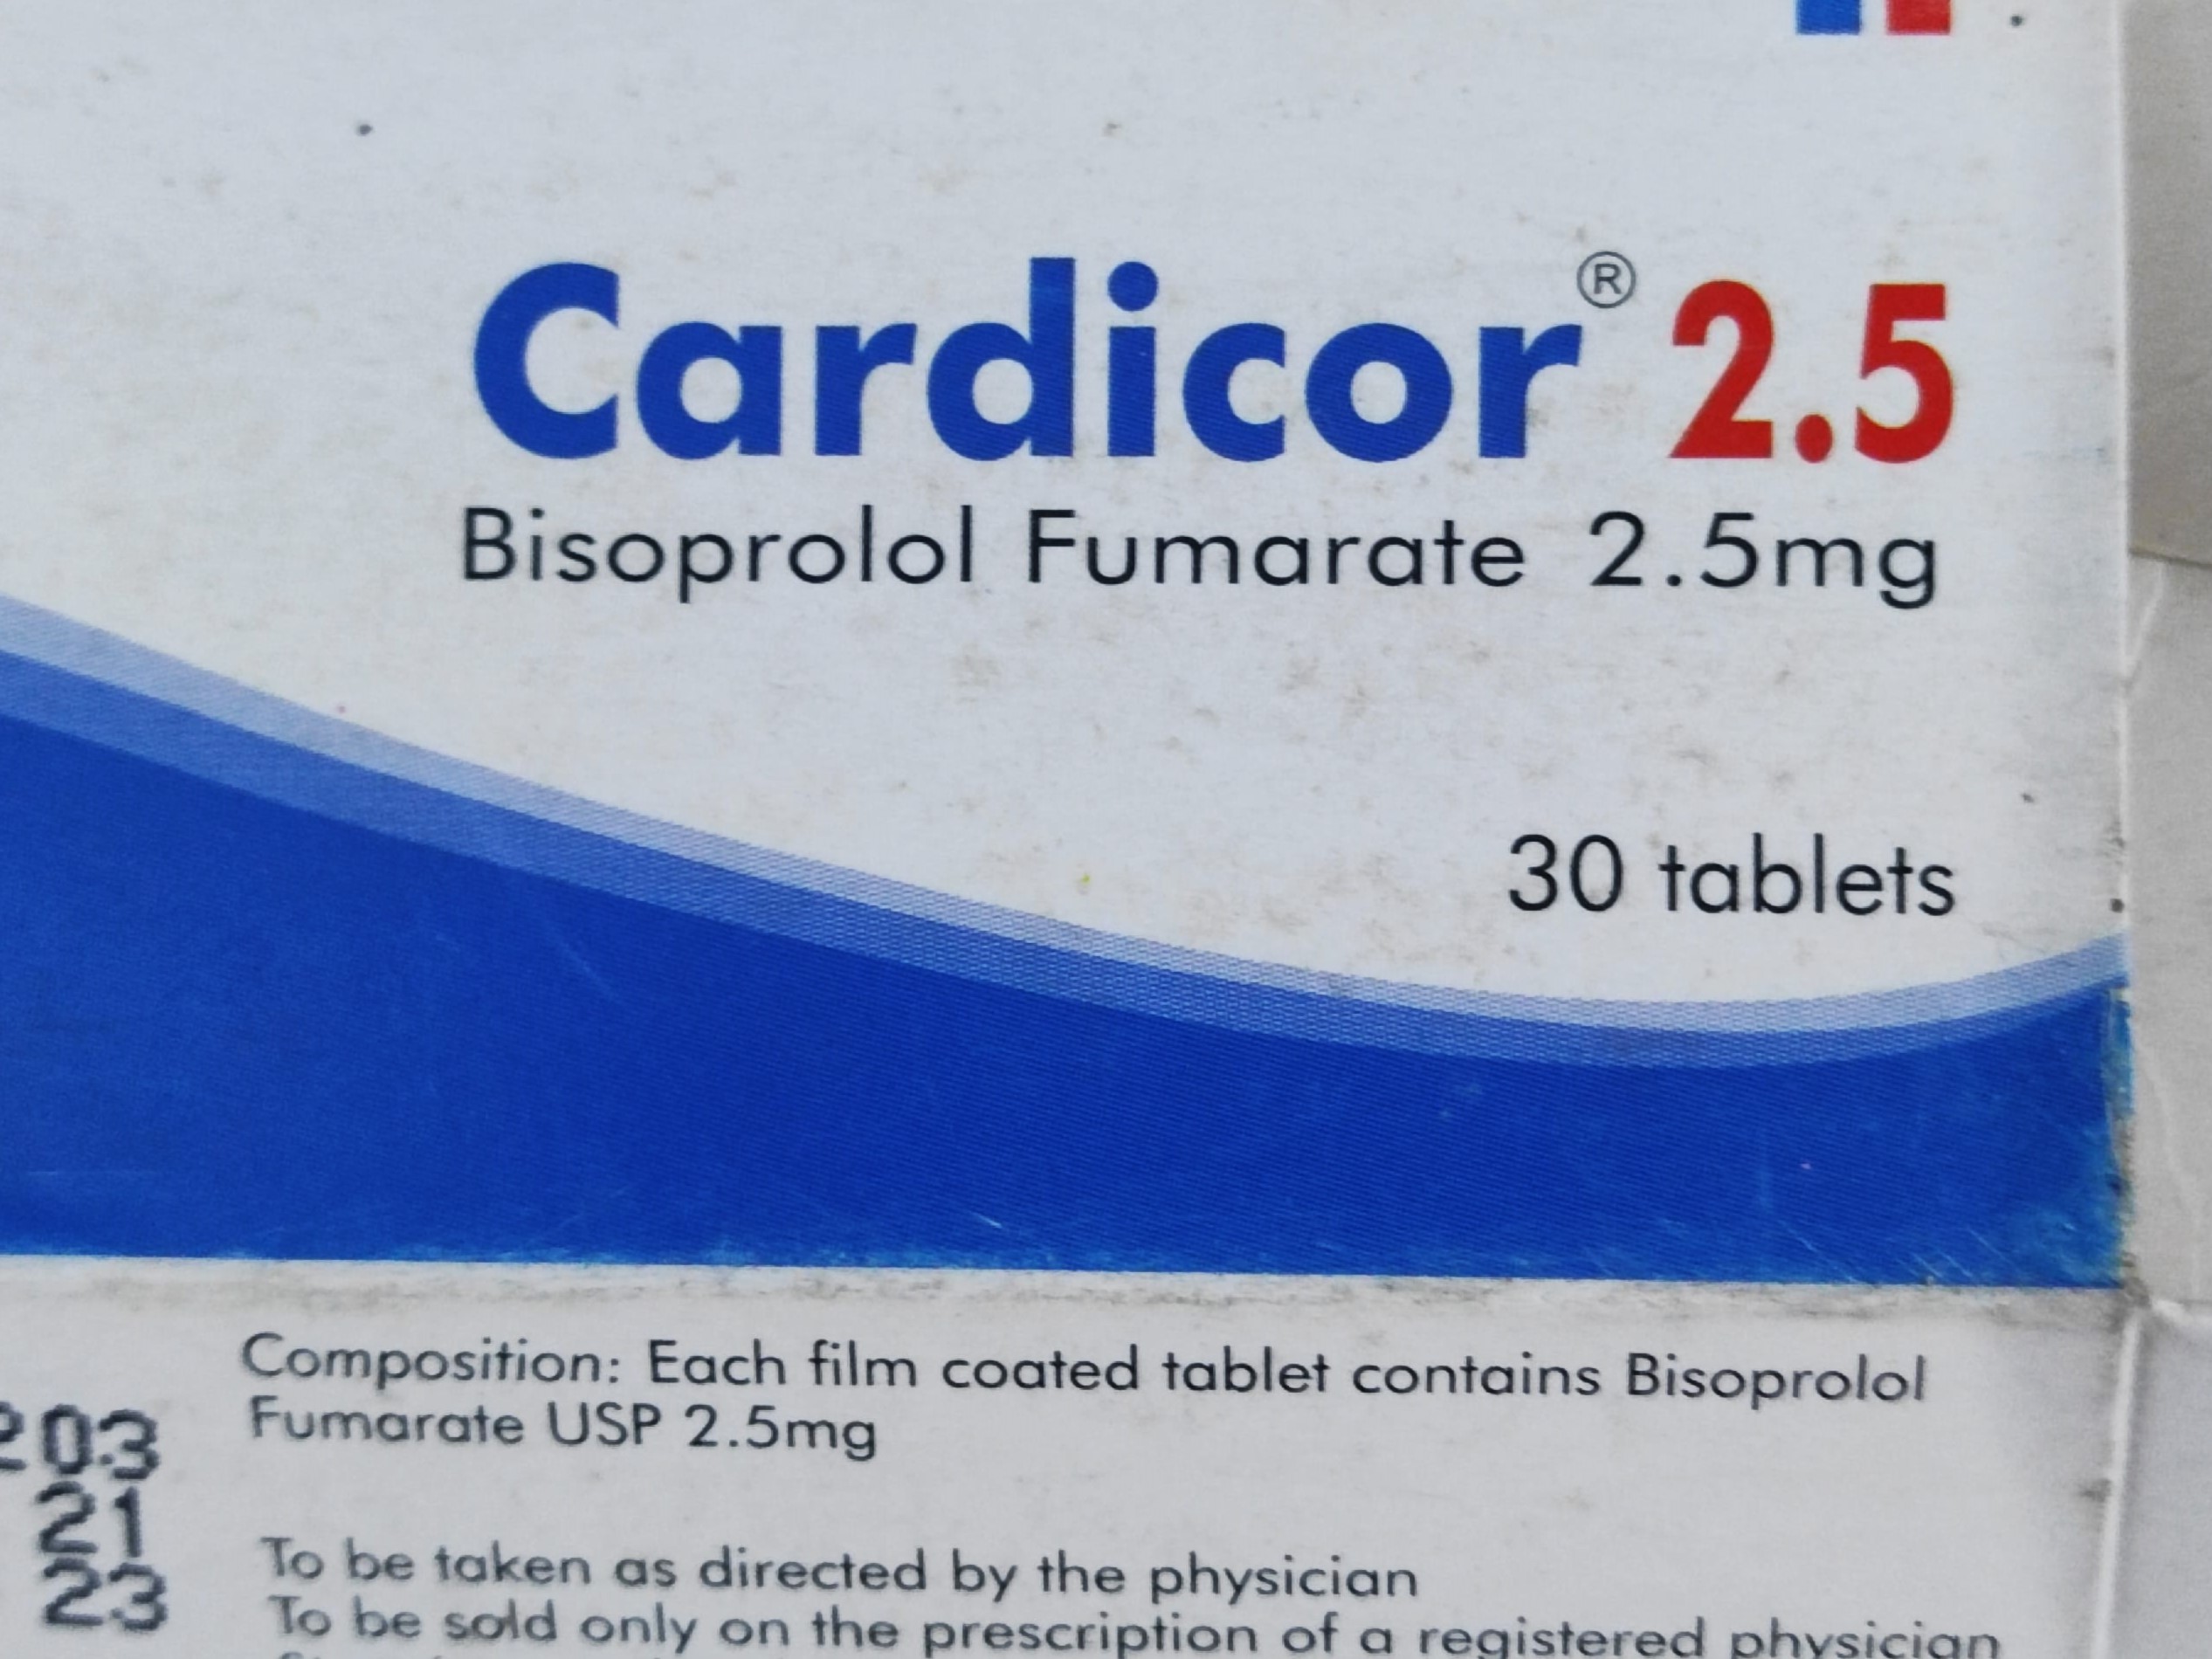 Cardicor® 2.5
Bisoprolol Fumarate 2.5mg
30 tablets
Composition: Each film coated tablet contains Bisoprolol
Fumarate USP 2.5mg
203
21
23
To be taken as directed by the physician
To be sold only on the prescription of a registered physician